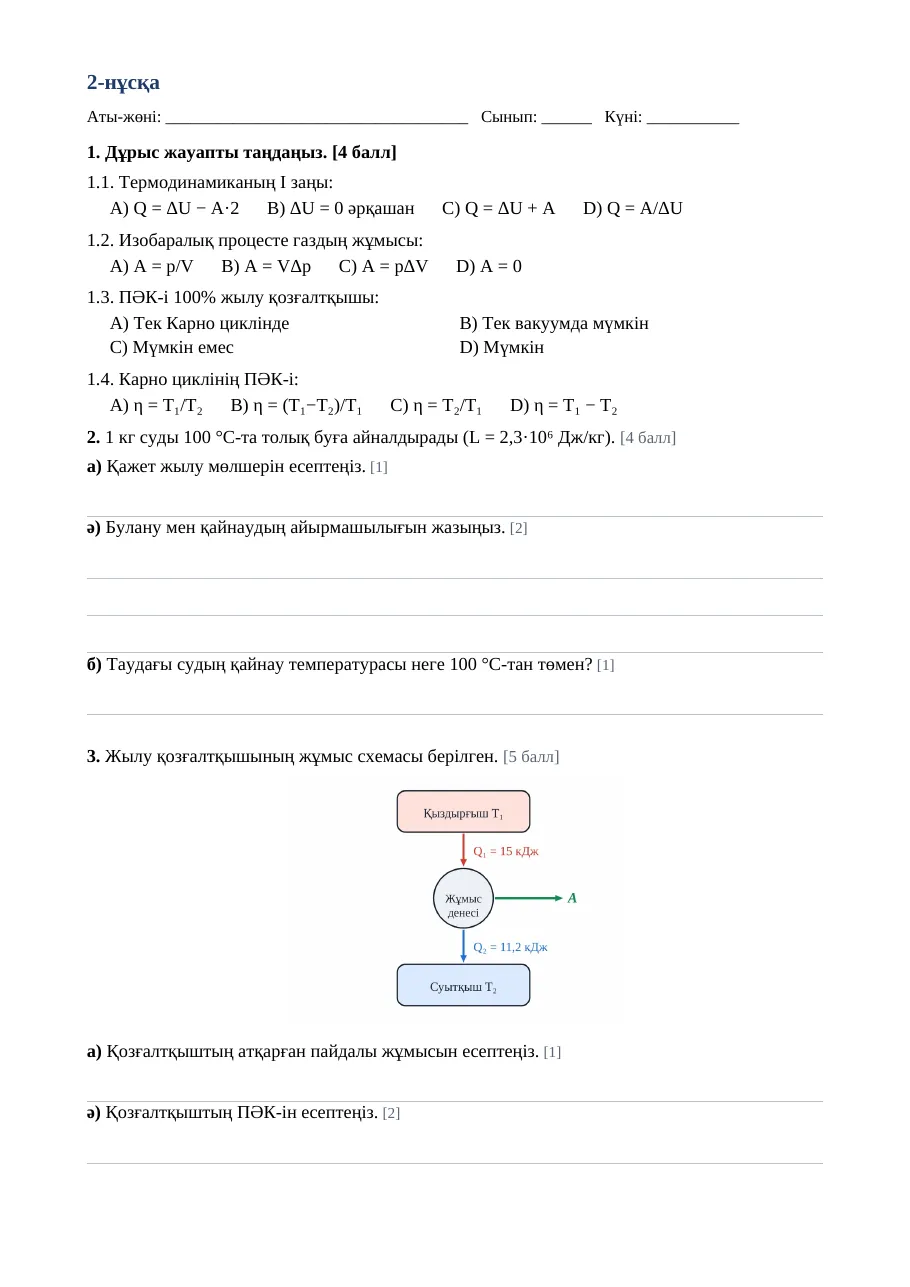 2-нұсқа
Аты-жөні: ____________________________________ Сынып: ______ Күні: ___________
1. Дұрыс жауапты таңдаңыз. [4 балл]
1.1. Термодинамиканың I заңы:
A) Q = ΔU − A·2 B) ΔU = 0 әрқашан C) Q = ΔU + A D) Q = A/ΔU
1.2. Изобаралық процесте газдың жұмысы:
A) A = p/V B) A = VΔp C) A = pΔV D) A = 0
1.3. ПӘК-і 100% жылу қозғалтқышы:
A) Тек Карно циклінде B) Тек вакуумда мүмкін
C) Мүмкін емес D) Мүмкін
1.4. Карно циклінің ПӘК-і:
A) η = T₁/T₂ B) η = (T₁−T₂)/T₁ C) η = T₂/T₁ D) η = T₁ − T₂
2. 1 кг суды 100 °C-та толық буға айналдырады (L = 2,3·10⁶ Дж/кг). [4 балл]
а) Қажет жылу мөлшерін есептеңіз. [1]
ә) Булану мен қайнаудың айырмашылығын жазыңыз. [2]
б) Таудағы судың қайнау температурасы неге 100 °C-тан төмен? [1]
3. Жылу қозғалтқышының жұмыс схемасы берілген. [5 балл]
Қыздырғыш T₁
Q₁ = 15 кДж
Жұмыс
денесі
A
Q₂ = 11,2 кДж
Суытқыш T₂
а) Қозғалтқыштың атқарған пайдалы жұмысын есептеңіз. [1]
ә) Қозғалтқыштың ПӘК-ін есептеңіз. [2]